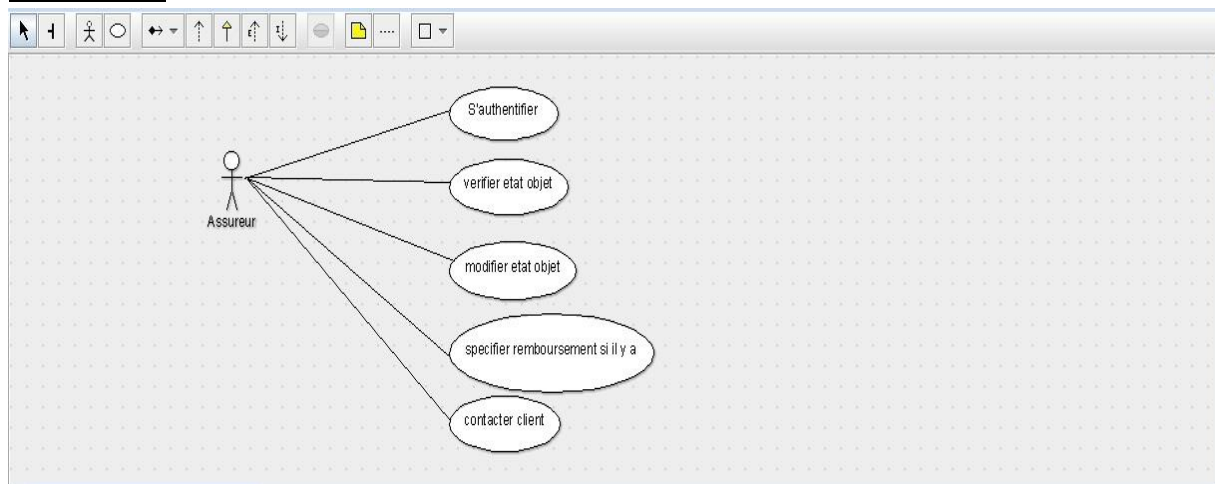 S'authentifier
verifier etat objet
Assureur
modifier etat objet
specifier remboursement si il y a
contacter client